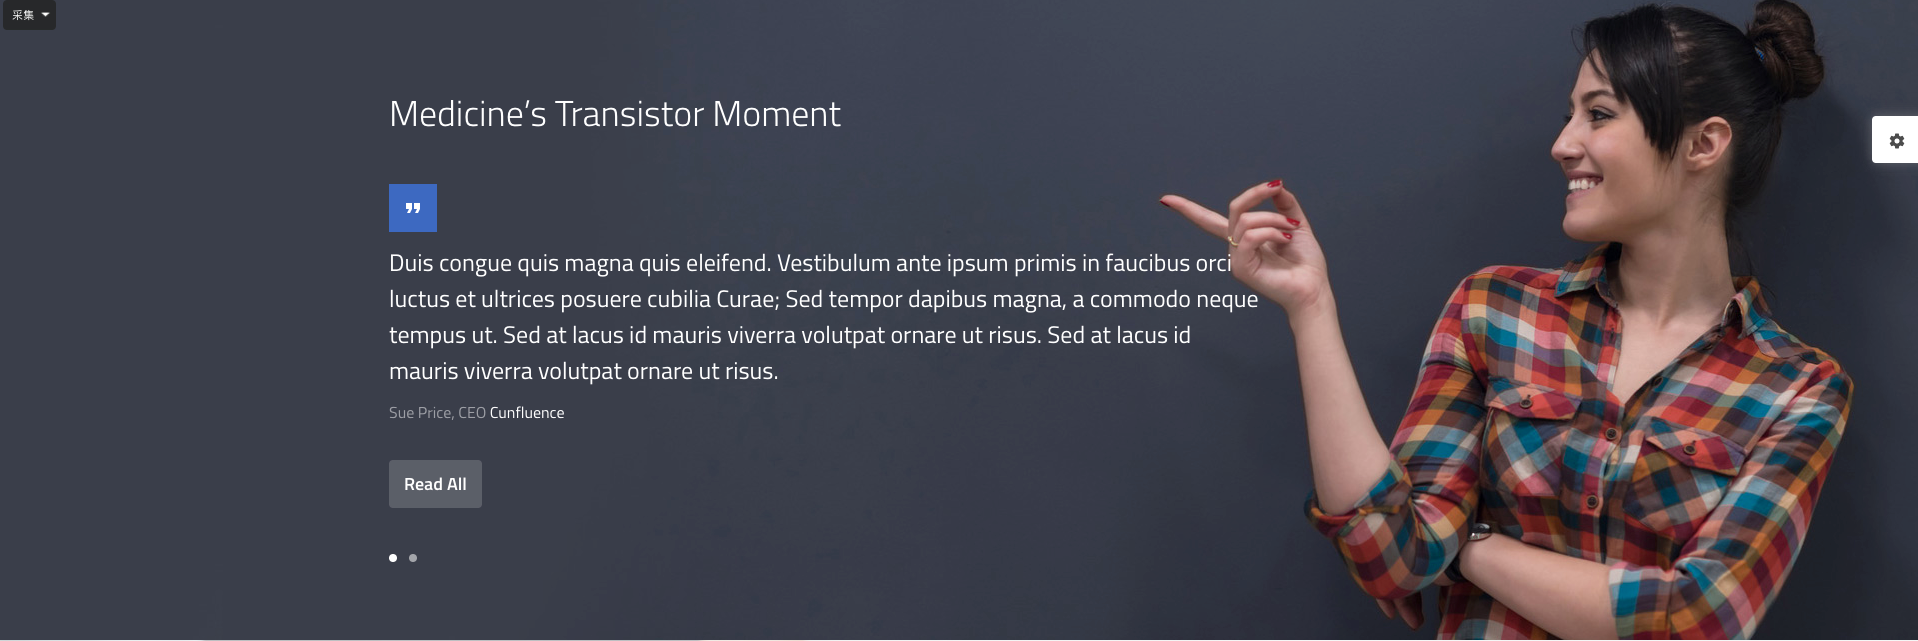 采集
Medicine’s Transistor Moment
Duis congue quis magna quis eleifend. Vestibulum ante ipsum primis in faucibus orci
luctus et ultrices posuere cubilia Curae; Sed tempor dapibus magna, a commodo neque
tempus ut. Sed at lacus id mauris viverra volutpat ornare ut risus. Sed at lacus id
mauris viverra volutpat ornare ut risus.
Sue Price, CEO Cunfluence
Read All